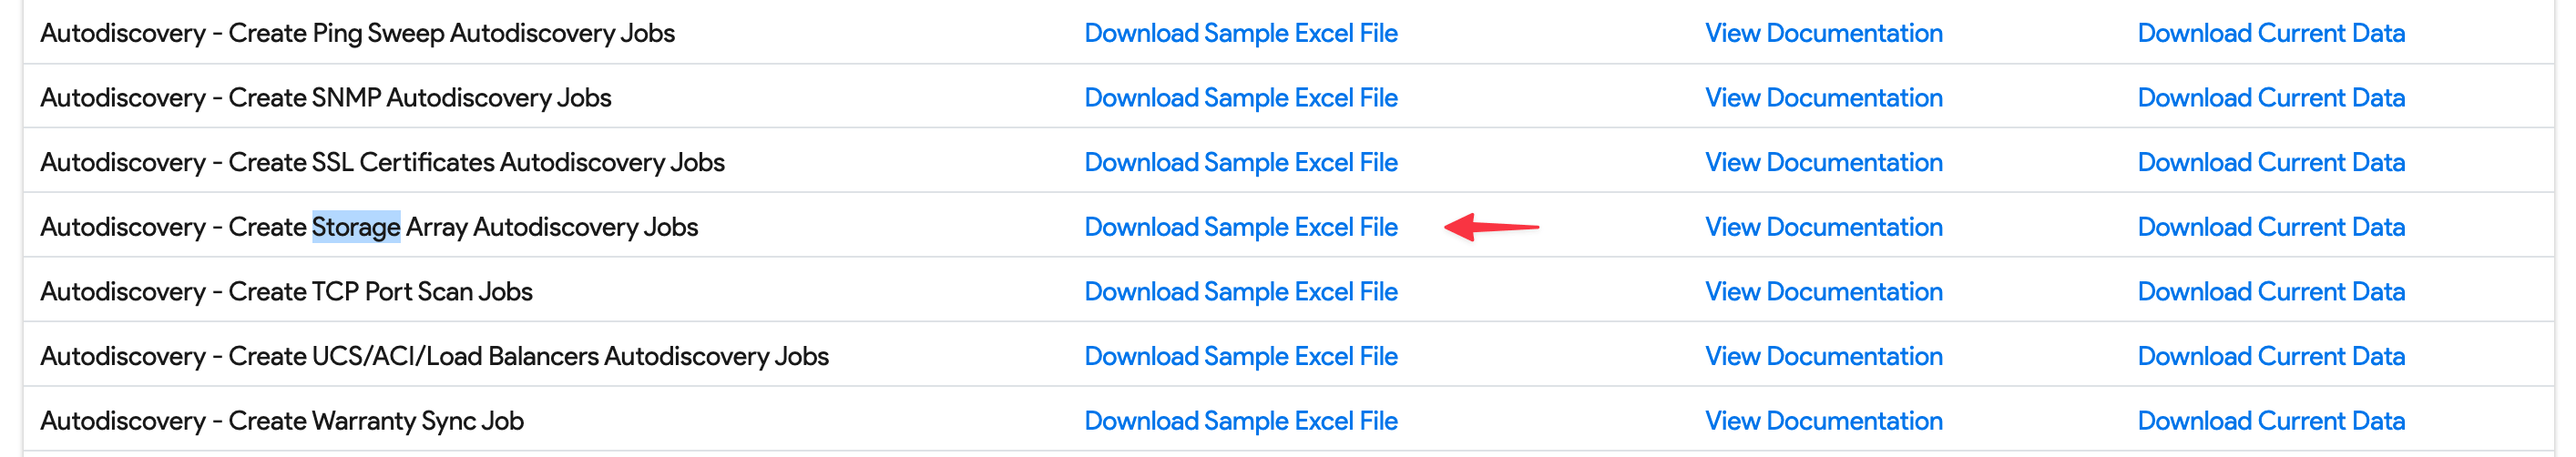 Autodiscovery - Create Ping Sweep Autodiscovery Jobs Download Sample Excel File View Documentation Download Current Data
Autodiscovery - Create SNMP Autodiscovery Jobs Download Sample Excel File View Documentation Download Current Data
Autodiscovery - Create SSL Certificates Autodiscovery Jobs Download Sample Excel File View Documentation Download Current Data
Autodiscovery - Create Storage Array Autodiscovery Jobs Download Sample Excel File View Documentation Download Current Data
Autodiscovery - Create TCP Port Scan Jobs Download Sample Excel File View Documentation Download Current Data
Autodiscovery - Create UCS/ACI/Load Balancers Autodiscovery Jobs Download Sample Excel File View Documentation Download Current Data
Autodiscovery - Create Warranty Sync Job Download Sample Excel File View Documentation Download Current Data